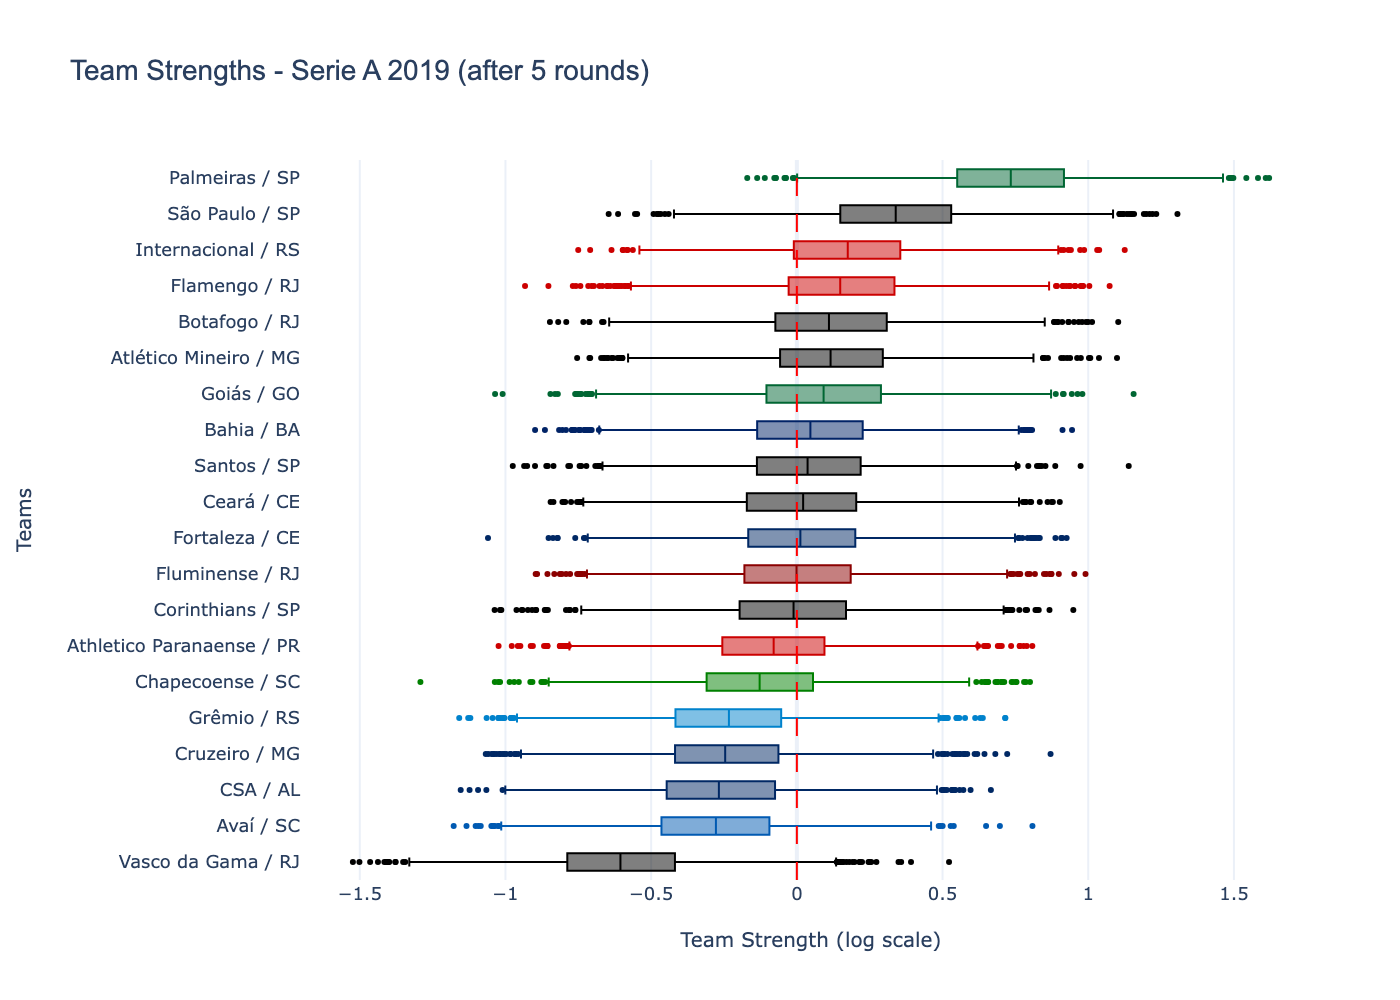 Team Strengths - Serie A 2019 (after 5 rounds)
Teams
Palmeiras / SP
São Paulo / SP
Internacional / RS
Flamengo / RJ
Botafogo / RJ
Atlético Mineiro / MG
Goiás / GO
Bahia / BA
Santos / SP
Ceará / CE
Fortaleza / CE
Fluminense / RJ
Corinthians / SP
Athletico Paranaense / PR
Chapecoense / SC
Grêmio / RS
Cruzeiro / MG
CSA / AL
Avaí / SC
Vasco da Gama / RJ
−1.5 −1 −0.5 0 0.5 1 1.5
Team Strength (log scale)